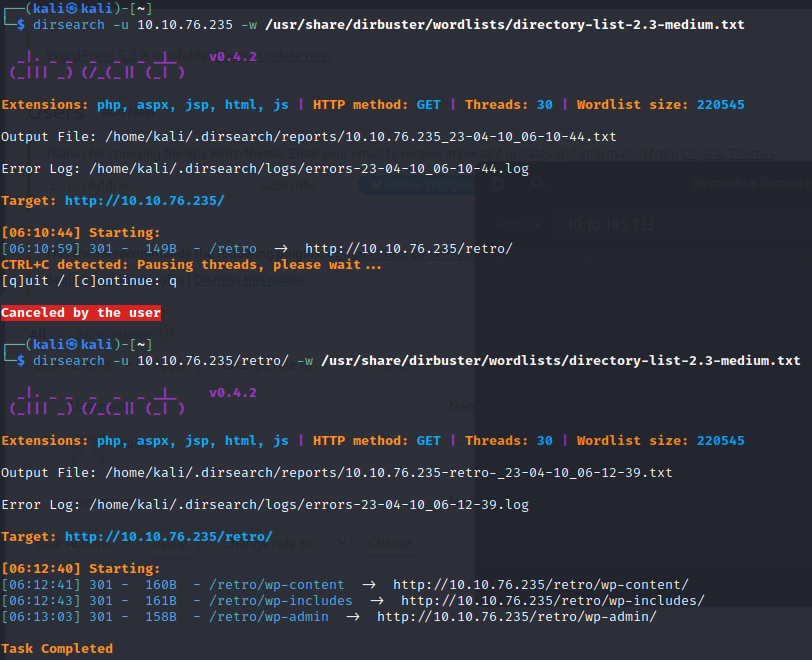 ┌──(kali㉿kali)-[~]
└─$ dirsearch -u 10.10.76.235 -w /usr/share/dirbuster/wordlists/directory-list-2.3-medium.txt
_|. _ _  _  _  _ _|_    v0.4.2
(_||| _) (/_(_|| (_| )
Extensions: php, aspx, jsp, html, js | HTTP method: GET | Threads: 30 | Wordlist size: 220545
Output File: /home/kali/.dirsearch/reports/10.10.76.235_23-04-10_06-10-44.txt
Error Log: /home/kali/.dirsearch/logs/errors-23-04-10_06-10-44.log
Target: http://10.10.76.235/
[06:10:44] Starting:
[06:10:59] 301 -  149B  - /retro  ->  http://10.10.76.235/retro/
CTRL+C detected: Pausing threads, please wait...
[q]uit / [c]ontinue: q
Canceled by the user
┌──(kali㉿kali)-[~]
└─$ dirsearch -u 10.10.76.235/retro/ -w /usr/share/dirbuster/wordlists/directory-list-2.3-medium.txt
_|. _ _  _  _  _ _|_    v0.4.2
(_||| _) (/_(_|| (_| )
Extensions: php, aspx, jsp, html, js | HTTP method: GET | Threads: 30 | Wordlist size: 220545
Output File: /home/kali/.dirsearch/reports/10.10.76.235-retro-_23-04-10_06-12-39.txt
Error Log: /home/kali/.dirsearch/logs/errors-23-04-10_06-12-39.log
Target: http://10.10.76.235/retro/
[06:12:40] Starting:
[06:12:41] 301 -  160B  - /retro/wp-content  ->  http://10.10.76.235/retro/wp-content/
[06:12:43] 301 -  161B  - /retro/wp-includes  ->  http://10.10.76.235/retro/wp-includes/
[06:13:03] 301 -  158B  - /retro/wp-admin  ->  http://10.10.76.235/retro/wp-admin/
Task Completed